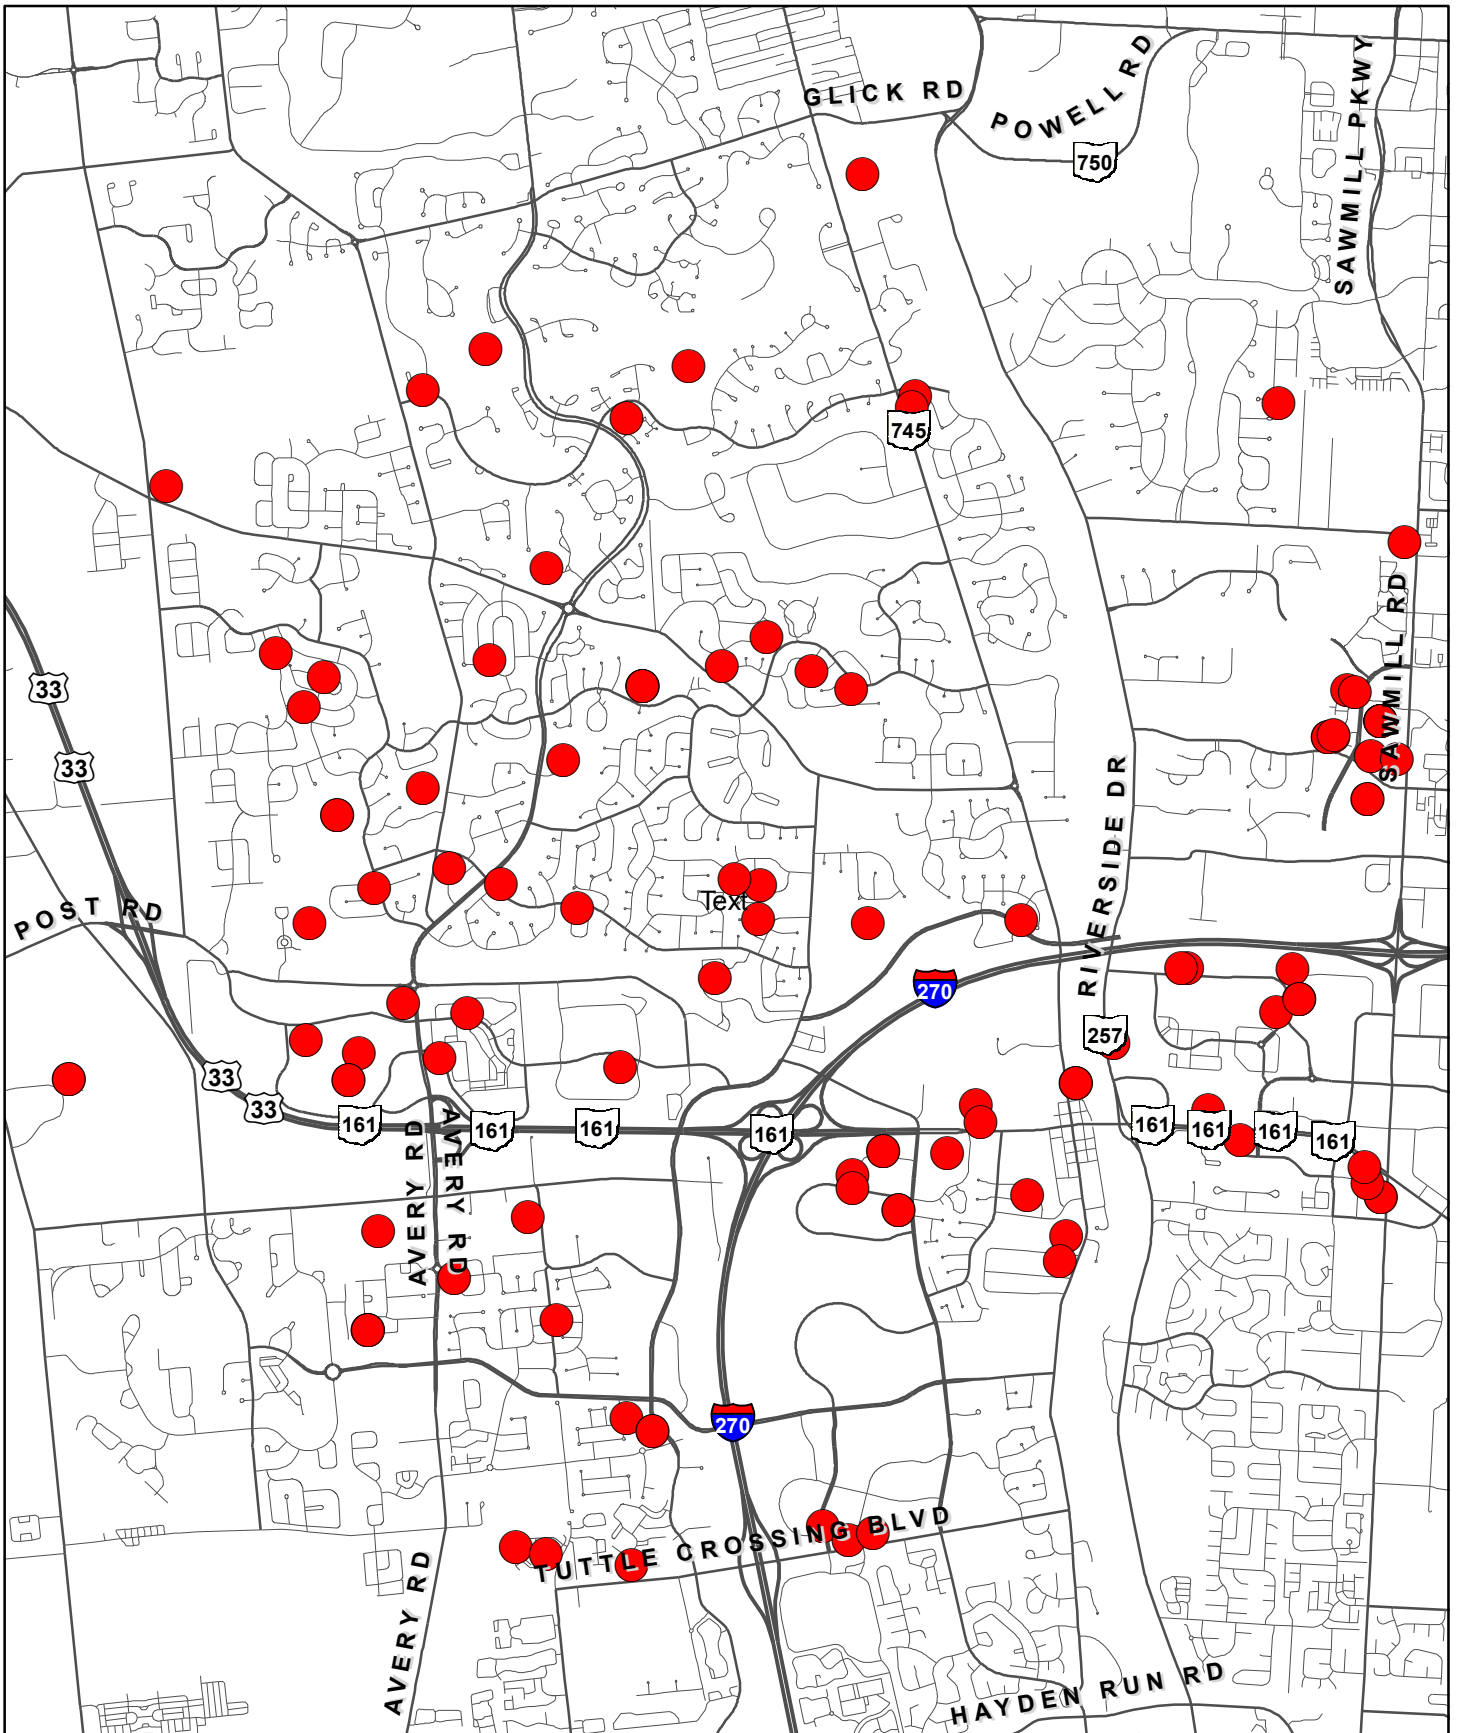 GLICK RD
POWELL RD
SAWMILL PKWY
750
745
33
33
SAWMILL RD
RIVERSIDE DR
Text
POST RD
270
257
33
33
161
161
161
161
161
161
161
161
AVERY RD
AVERY RD
270
TUTTLE CROSSING BLVD
AVERY RD
HAYDEN RUN RD